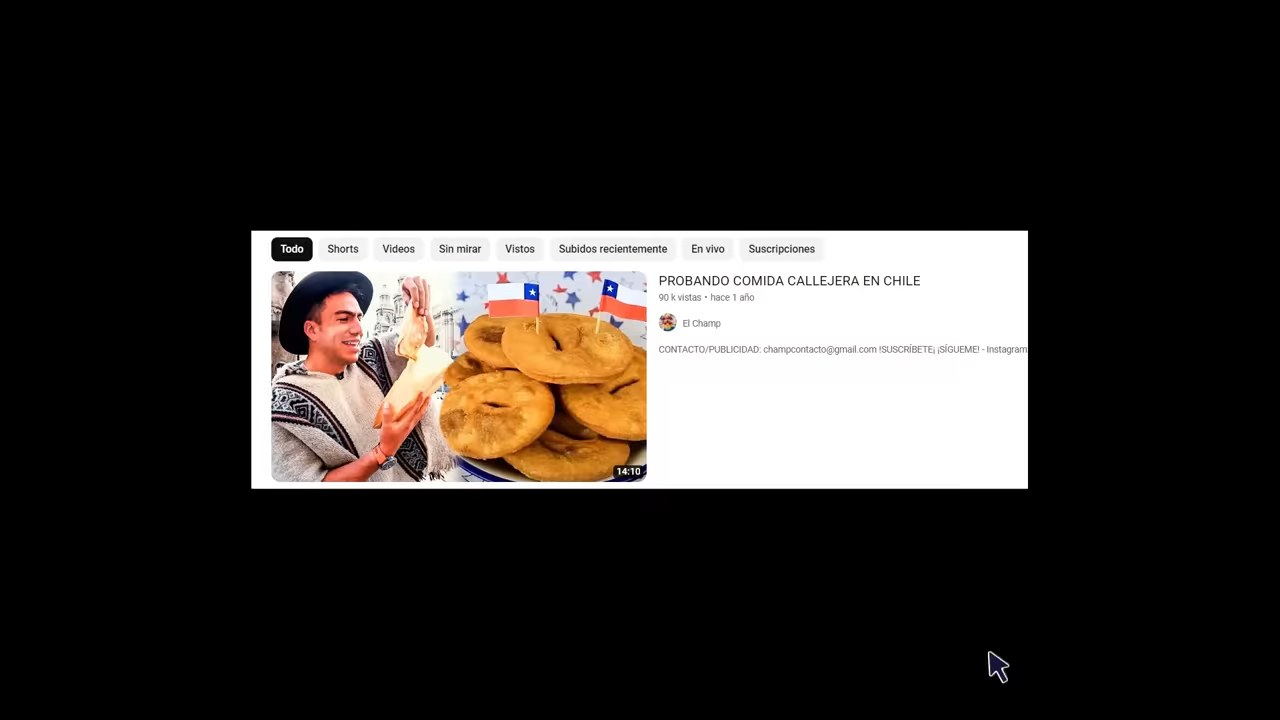 Todo Shorts Videos Sin mirar Vistos Subidos recientemente En vivo Suscripciones
PROBANDO COMIDA CALLEJERA EN CHILE
90 k vistas • hace 1 año
El Champ
CONTACTO/PUBLICIDAD: champcontacto@gmail.com !SUSCRÍBETE¡ ¡SÍGUEME! - Instagram
14:10